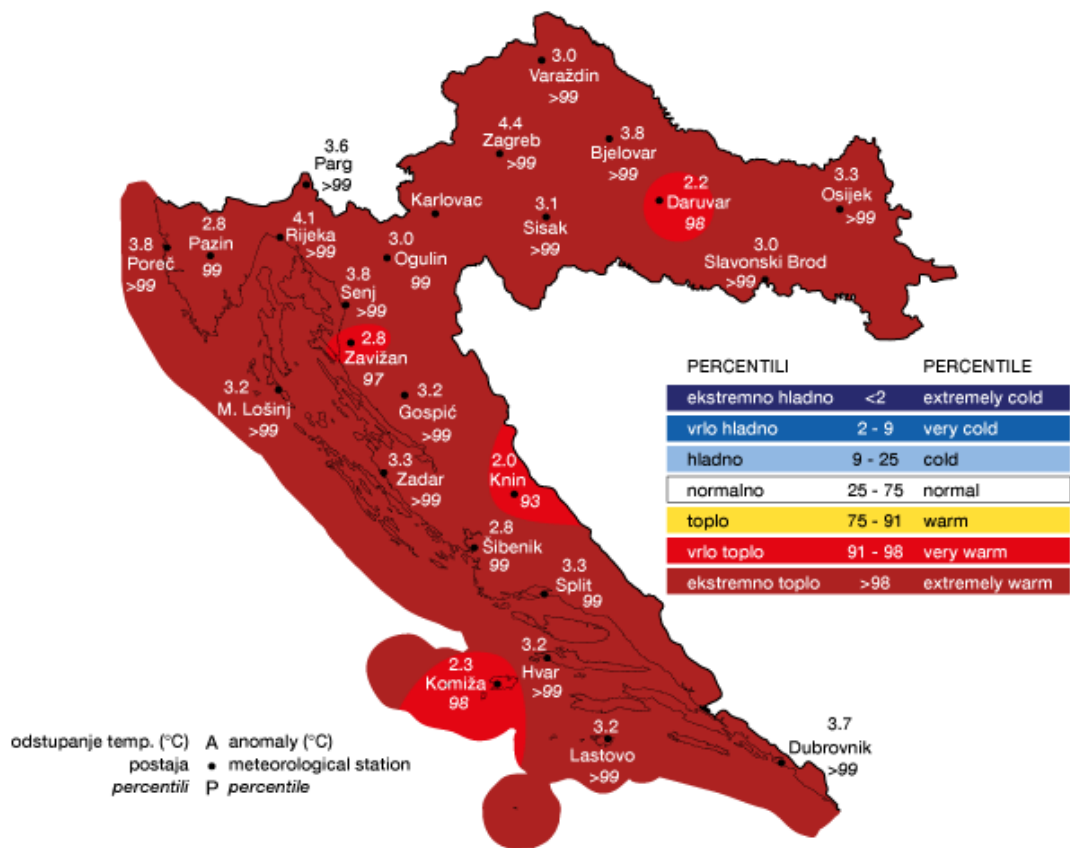 3.0
Varaždin
>99
4.4
Zagreb
>99
3.8
Bjelovar
>99
3.6
Parg
>99
2.2
Daruvar
98
3.3
Osijek
>99
Karlovac
3.1
Sisak
>99
2.8
Pazin
99
4.1
Rijeka
>99
3.8
Poreč
>99
3.0
Ogulin
99
3.0
Slavonski Brod
>99
3.8
Senj
>99
2.8
Zavižan
97
3.2
M. Lošinj
>99
3.2
Gospić
>99
3.3
Zadar
>99
2.0
Knin
93
2.8
Šibenik
99
3.3
Split
99
3.2
Hvar
>99
2.3
Komiža
98
3.2
Lastovo
>99
3.7
Dubrovnik
>99
PERCENTILI PERCENTILE
ekstremno hladno <2 extremely cold
vrlo hladno 2 - 9 very cold
hladno 9 - 25 cold
normalno 25 - 75 normal
toplo 75 - 91 warm
vrlo toplo 91 - 98 very warm
ekstremno toplo >98 extremely warm
odstupanje temp. (°C) A anomaly (°C)
postaja • meteorological station
percentili P percentile